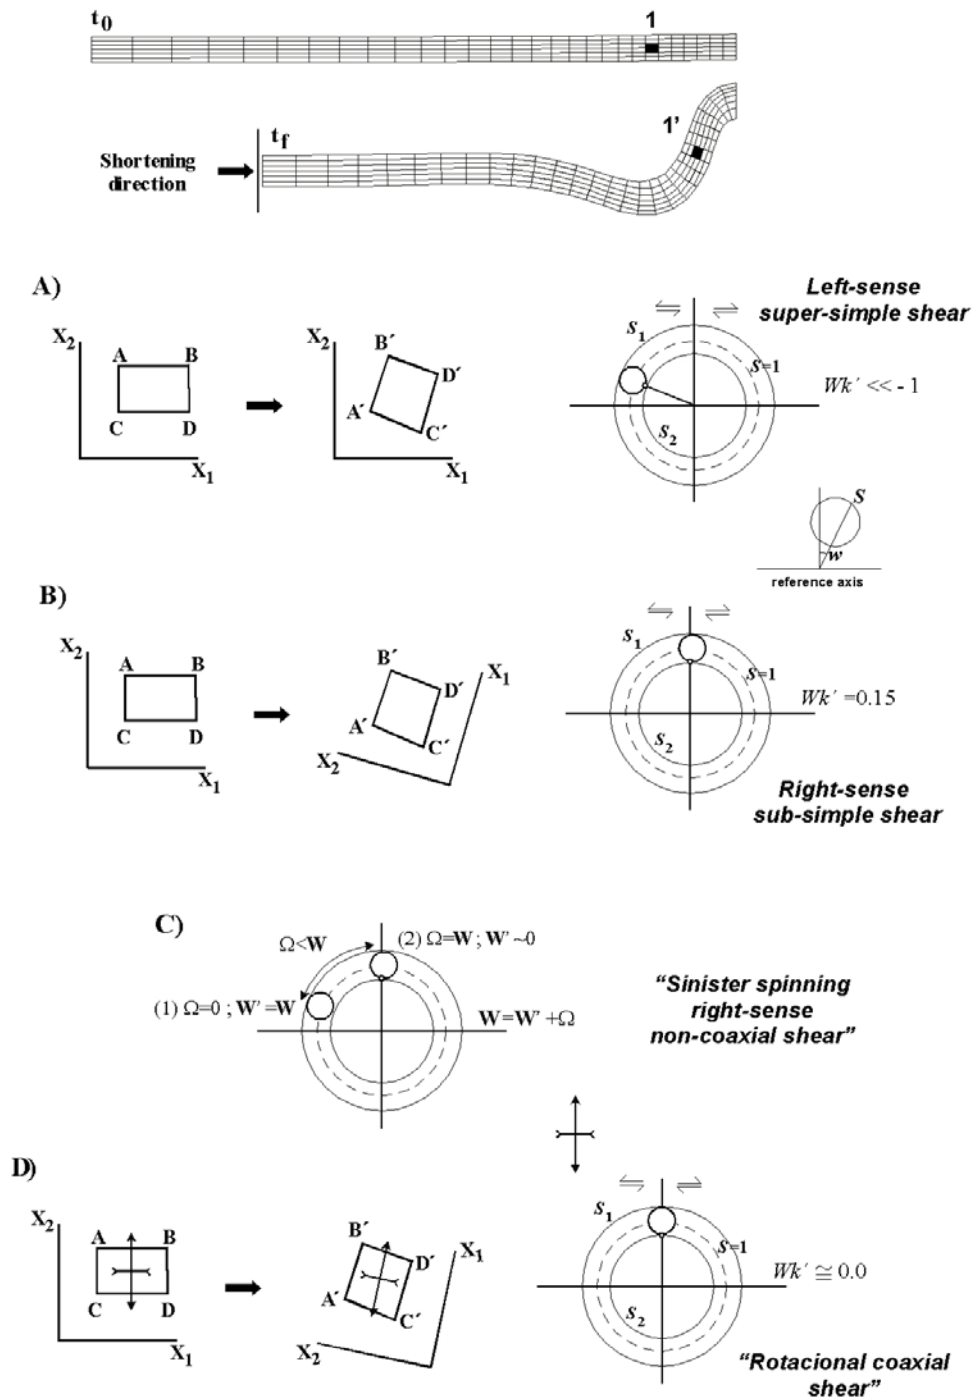 t0
1
1'
tf
Shortening
direction
A)
Left-sense
super-simple shear
X2
A
B
C
D
X1
X2
B´
D´
A´
C´
X1
S1
S=1
S2
Wk´ << - 1
S
w
reference axis
B)
X2
A
B
C
D
X1
B´
D´
A´
C´
X1
X2
S1
S=1
S2
Wk´ =0.15
Right-sense
sub-simple shear
C)
Ω<W
(2) Ω=W ; W' ~0
(1) Ω=0 ; W'=W
W=W' +Ω
“Sinister spinning
right-sense
non-coaxial shear”
D)
X2
A
B
C
D
X1
B´
D´
A´
C´
X1
X2
S1
S=1
S2
Wk´ ≅ 0.0
“Rotacional coaxial
shear”